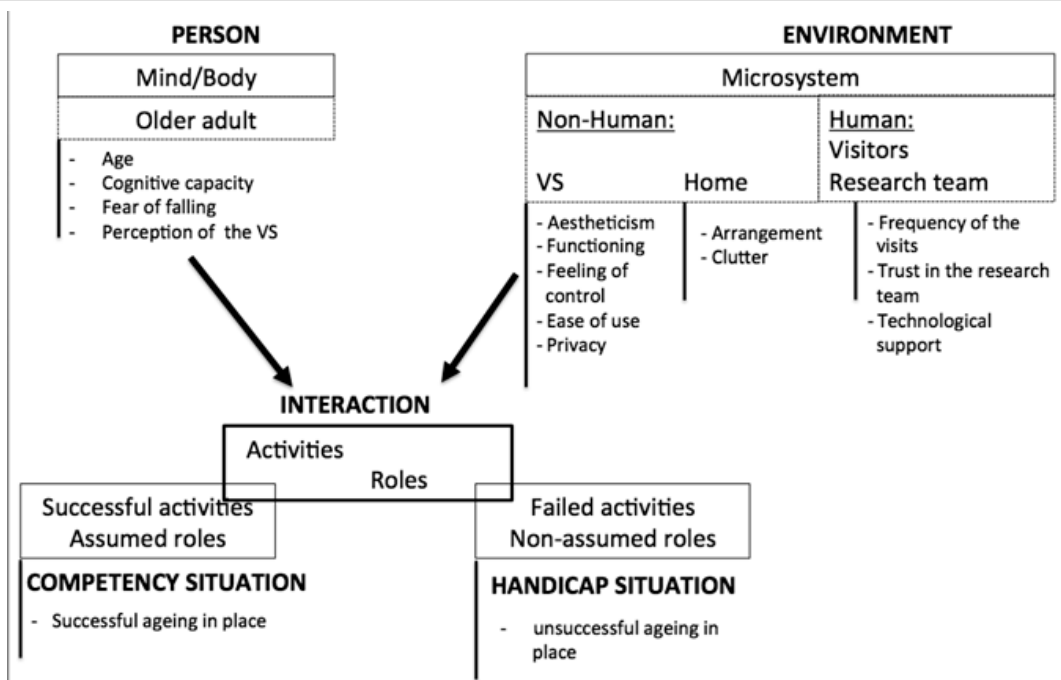 PERSON
Mind/Body
Older adult
- Age
- Cognitive capacity
- Fear of falling
- Perception of the VS
ENVIRONMENT
Microsystem
Non-Human:
VS Home
Human:
Visitors
Research team
- Aestheticism
- Functioning
- Feeling of
control
- Ease of use
- Privacy
- Arrangement
- Clutter
- Frequency of the
visits
- Trust in the research
team
- Technological
support
INTERACTION
Activities
Roles
Successful activities
Assumed roles
COMPETENCY SITUATION
- Successful ageing in place
Failed activities
Non-assumed roles
HANDICAP SITUATION
- unsuccessful ageing in
place